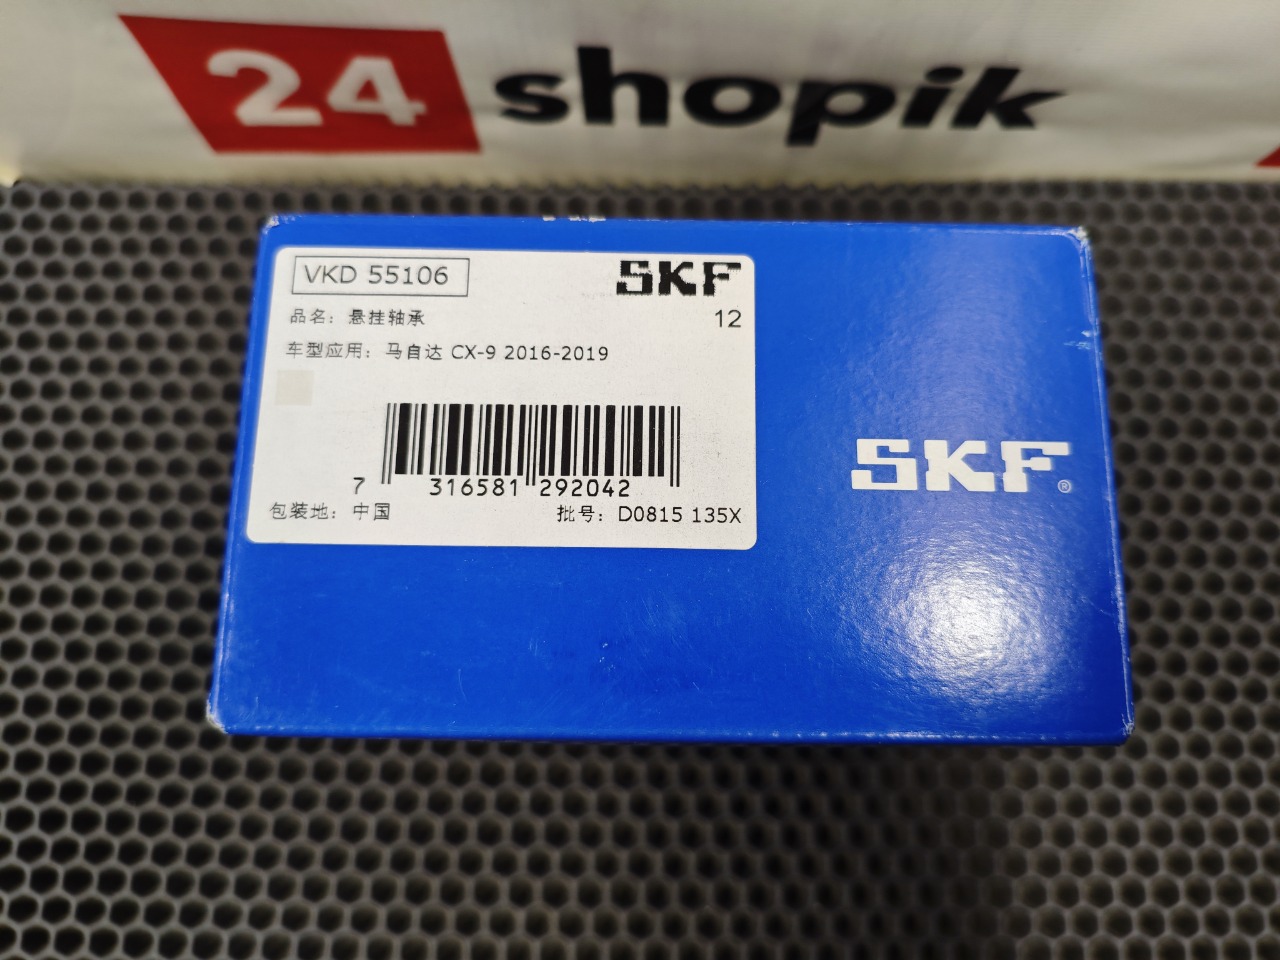 24 shopik
VKD 55106
SKF
品名：悬挂轴承
12
车型应用：马自达 CX-9 2016-2019
7 316581 292042
包装地：中国
批号：D0815 135X
SKF®